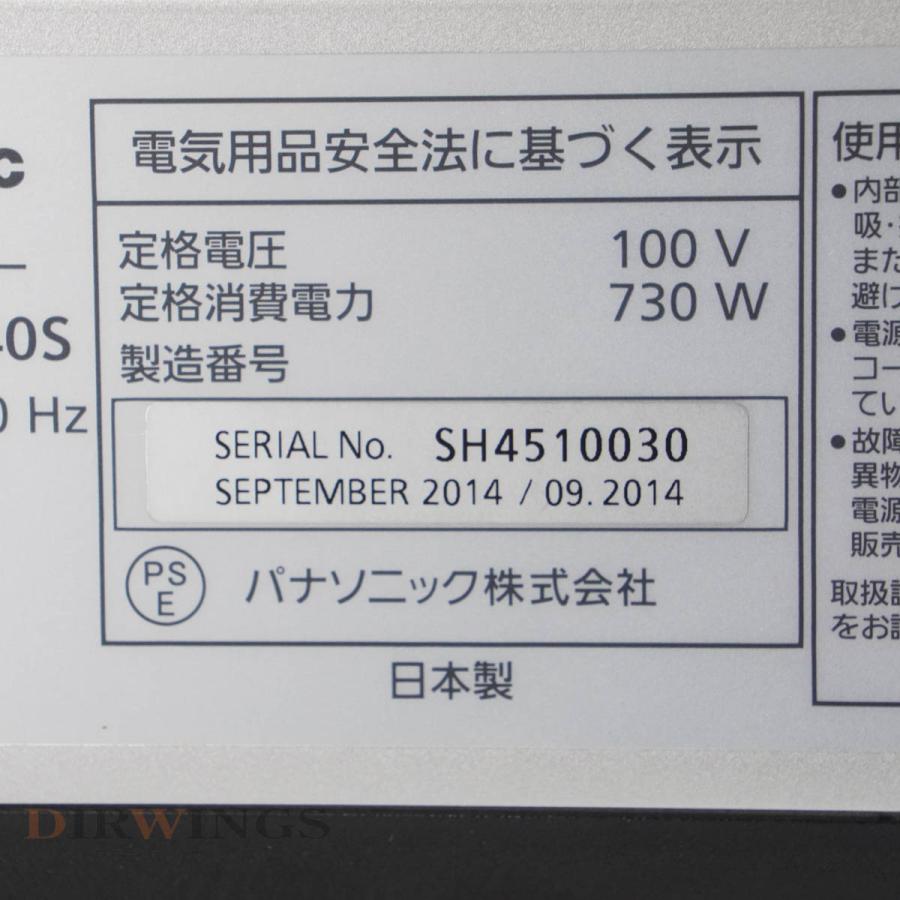 c
40S
0 Hz
電気用品安全法に基づく表示
定格電圧 100 V
定格消費電力 730 W
製造番号
SERIAL No. SH4510030
SEPTEMBER 2014 / 09.2014
PS
E
パナソニック株式会社
日本製
使用
●内部
吸・
また
避け
●電源
コー
てい
●故障
異物
電源
販売
取扱説
をお読
DIRWINGS